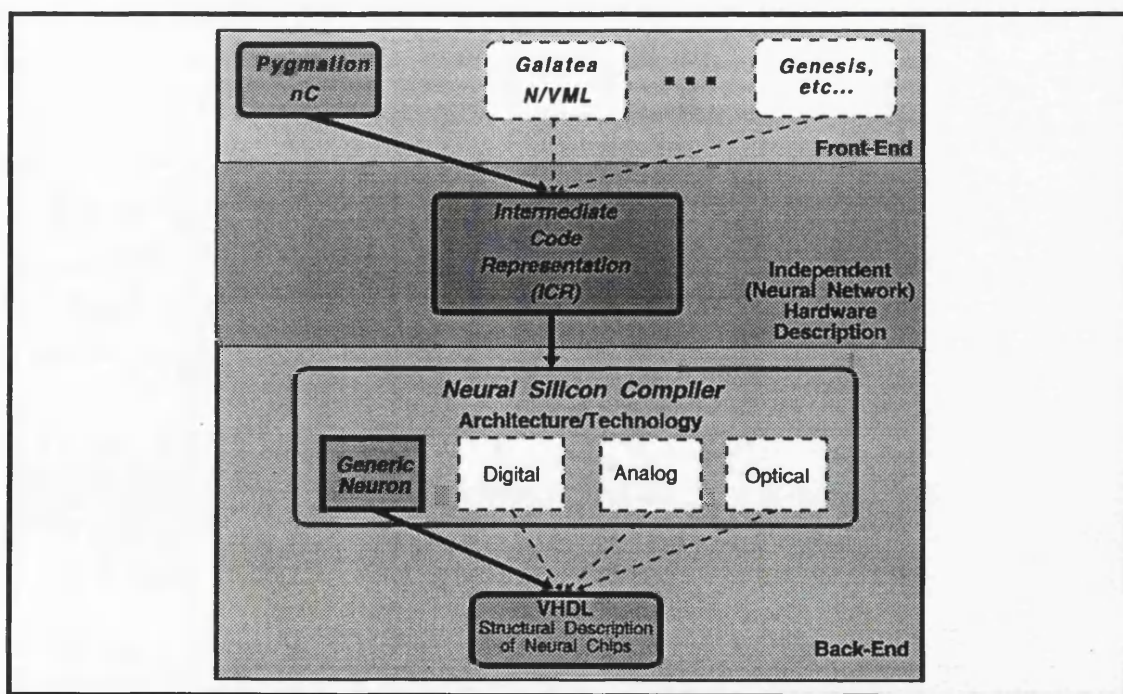 Pygmalion
nC
Galatea
N/VML
Genesis,
etc...
Front-End
Intermediate
Code
Representation
(ICR)
Independent
(Neural Network)
Hardware
Description
Neural Silicon Compiler
Architecture/Technology
Generic
Neuron
Digital
Analog
Optical
VHDL
Structural Description
of Neural Chips
Back-End